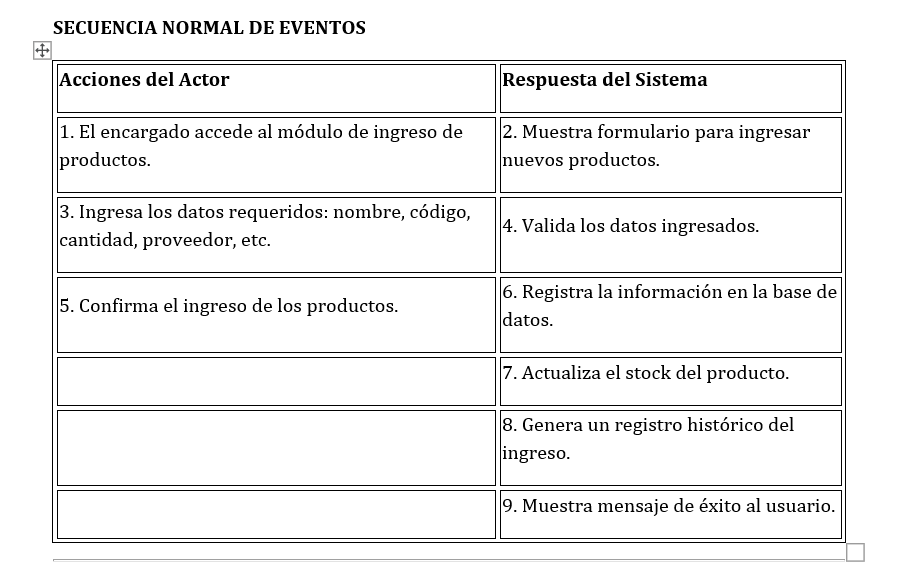 SECUENCIA NORMAL DE EVENTOS
Acciones del Actor
Respuesta del Sistema
1. El encargado accede al módulo de ingreso de
productos.
2. Muestra formulario para ingresar
nuevos productos.
3. Ingresa los datos requeridos: nombre, código,
cantidad, proveedor, etc.
4. Valida los datos ingresados.
5. Confirma el ingreso de los productos.
6. Registra la información en la base de
datos.
7. Actualiza el stock del producto.
8. Genera un registro histórico del
ingreso.
9. Muestra mensaje de éxito al usuario.